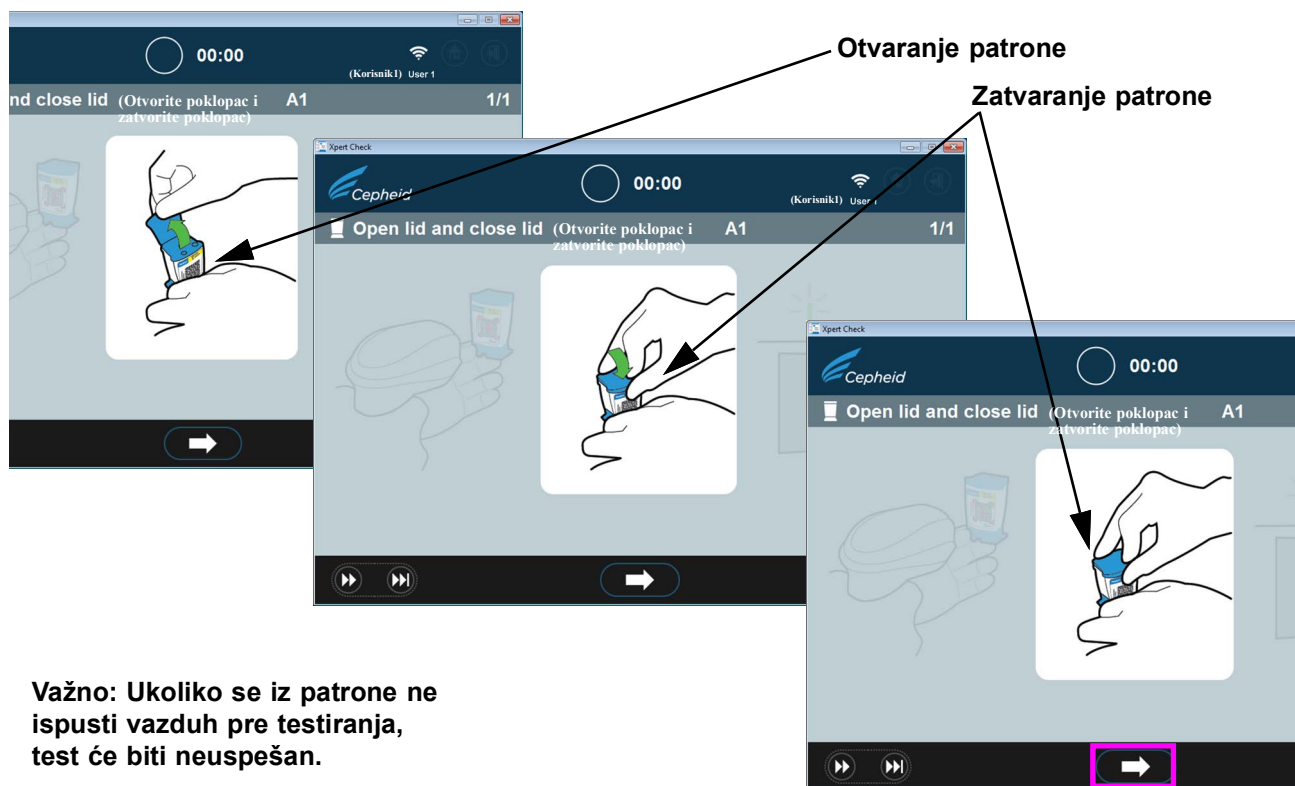 00:00
(Korisnik1) User 1
nd close lid (Otvorite poklopac i zatvorite poklopac) A1 1/1
Otvaranje patrone
Zatvaranje patrone
Xpert Check
Cepheid
00:00
(Korisnik1) User 1
Open lid and close lid (Otvorite poklopac i zatvorite poklopac) A1 1/1
Xpert Check
Cepheid
00:00
Open lid and close lid (Otvorite poklopac i zatvorite poklopac) A1
Važno: Ukoliko se iz patrone ne
ispusti vazduh pre testiranja,
test će biti neuspešan.